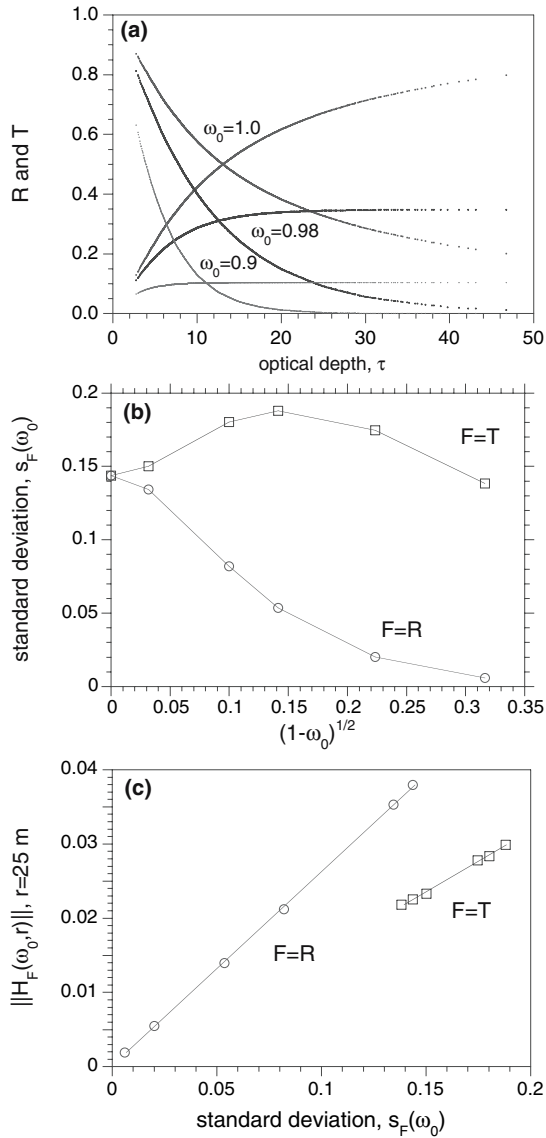 (a)
1.0
0.8
0.6
0.4
0.2
0.0
R and T
ω₀=1.0
ω₀=0.98
ω₀=0.9
0 10 20 30 40 50
optical depth, τ
(b)
0.2
0.15
0.1
0.05
0
standard deviation, s_F(ω₀)
F=T
F=R
0 0.05 0.1 0.15 0.2 0.25 0.3 0.35
(1-ω₀)^1/2
(c)
0.04
0.03
0.02
0.01
0
||H_F(ω₀,r)||, r=25 m
F=R
F=T
0 0.05 0.1 0.15 0.2
standard deviation, s_F(ω₀)